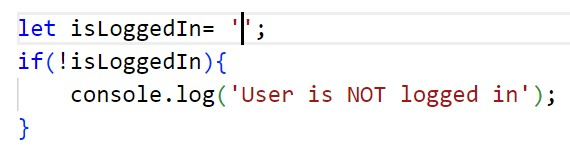 let isLoggedIn= '';
if(!isLoggedIn){
    console.log('User is NOT logged in');
}